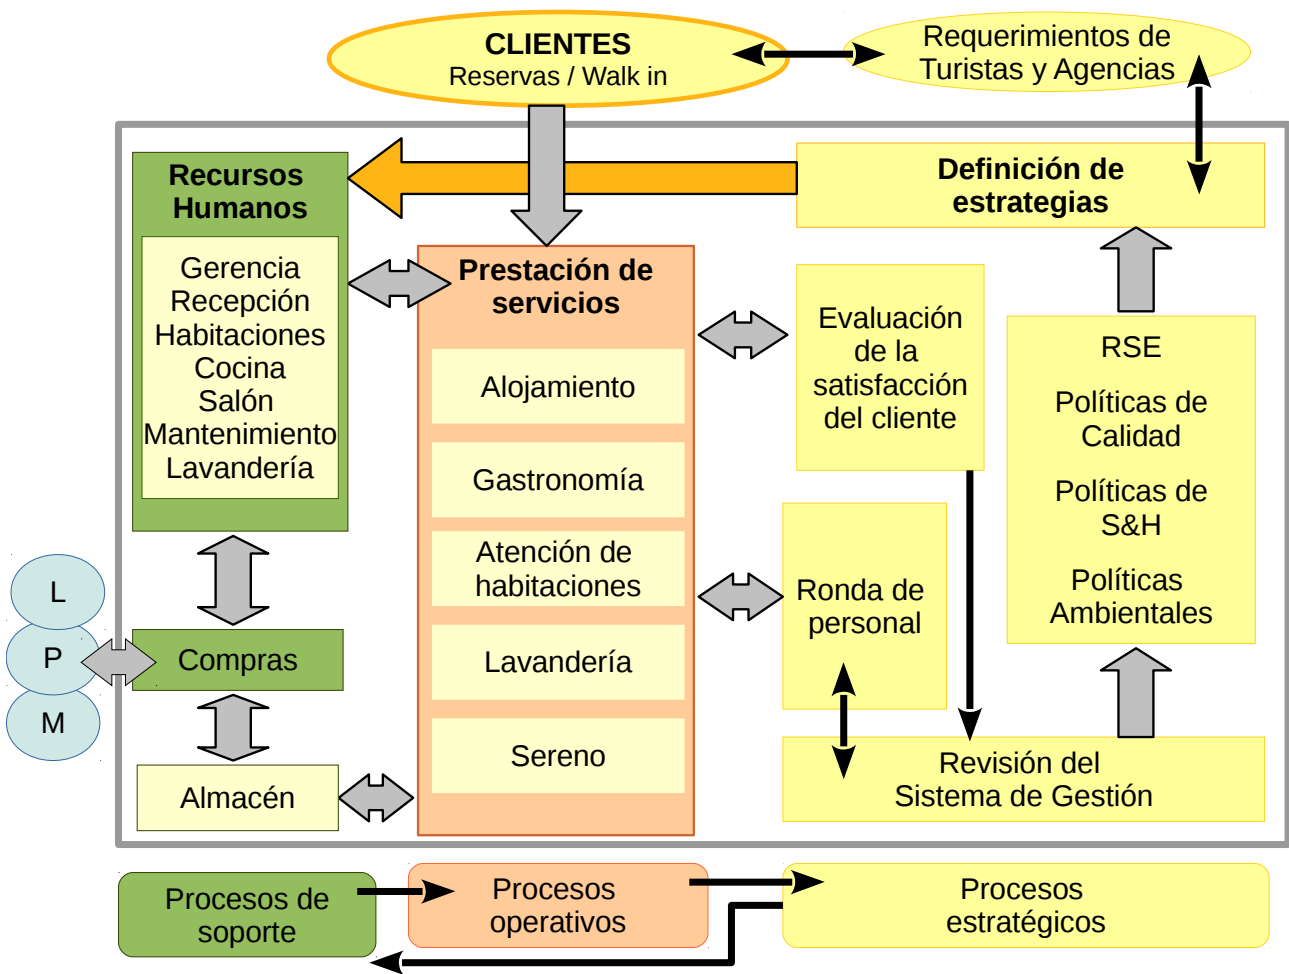 CLIENTES
Reservas / Walk in
Requerimientos de
Turistas y Agencias
Recursos
Humanos
Gerencia
Recepción
Habitaciones
Cocina
Salón
Mantenimiento
Lavandería
Definición de
estrategias
Prestación de
servicios
Alojamiento
Gastronomía
Atención de
habitaciones
Lavandería
Sereno
Evaluación
de la
satisfacción
del cliente
Ronda de
personal
RSE
Políticas de
Calidad
Políticas de
S&H
Políticas
Ambientales
L
P
M
Compras
Almacén
Revisión del
Sistema de Gestión
Procesos de
soporte
Procesos
operativos
Procesos
estratégicos